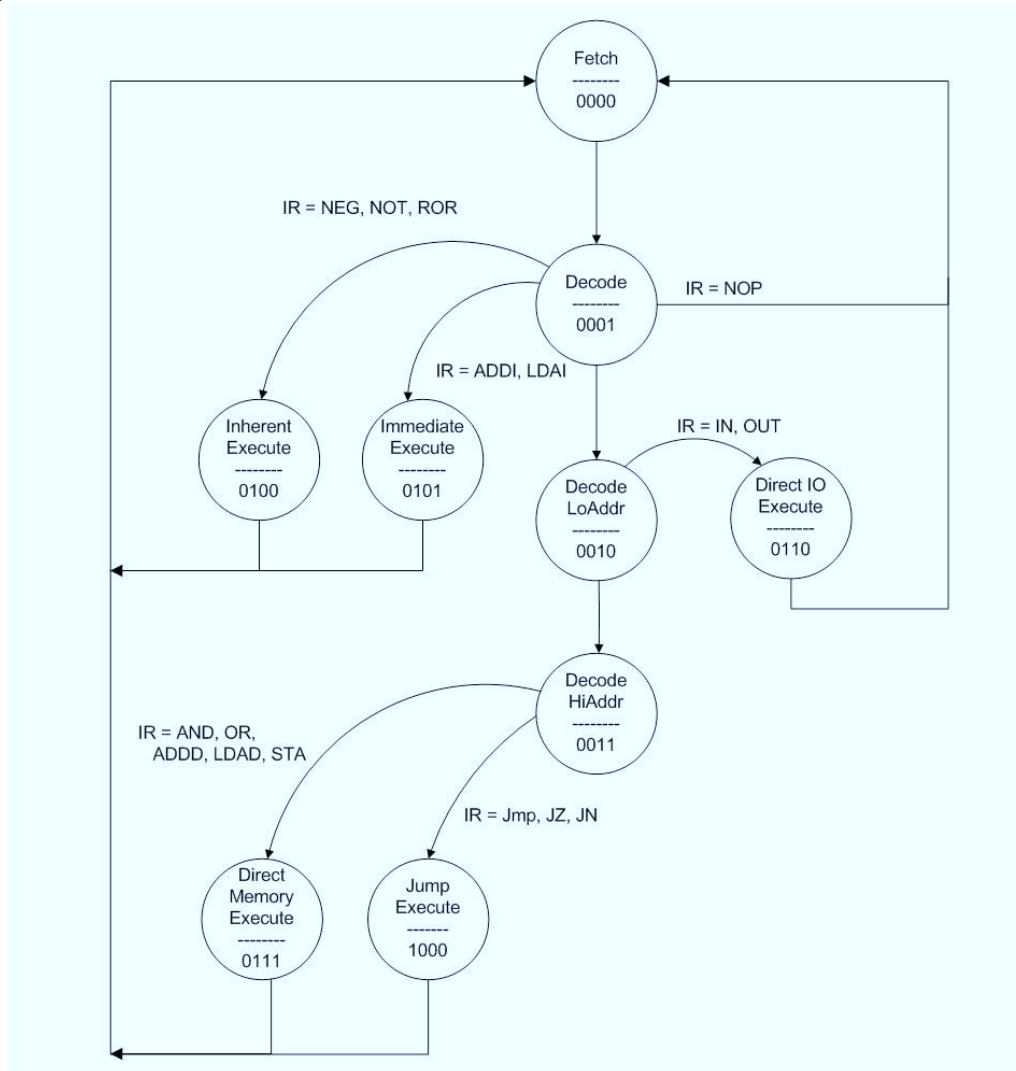 Fetch
--------
0000
IR = NEG, NOT, ROR
Decode
--------
0001
IR = NOP
IR = ADDI, LDAI
Inherent
Execute
--------
0100
Immediate
Execute
--------
0101
IR = IN, OUT
Decode
LoAddr
--------
0010
Direct IO
Execute
--------
0110
Decode
HiAddr
--------
0011
IR = AND, OR,
ADDD, LDAD, STA
IR = Jmp, JZ, JN
Direct
Memory
Execute
--------
0111
Jump
Execute
-------
1000